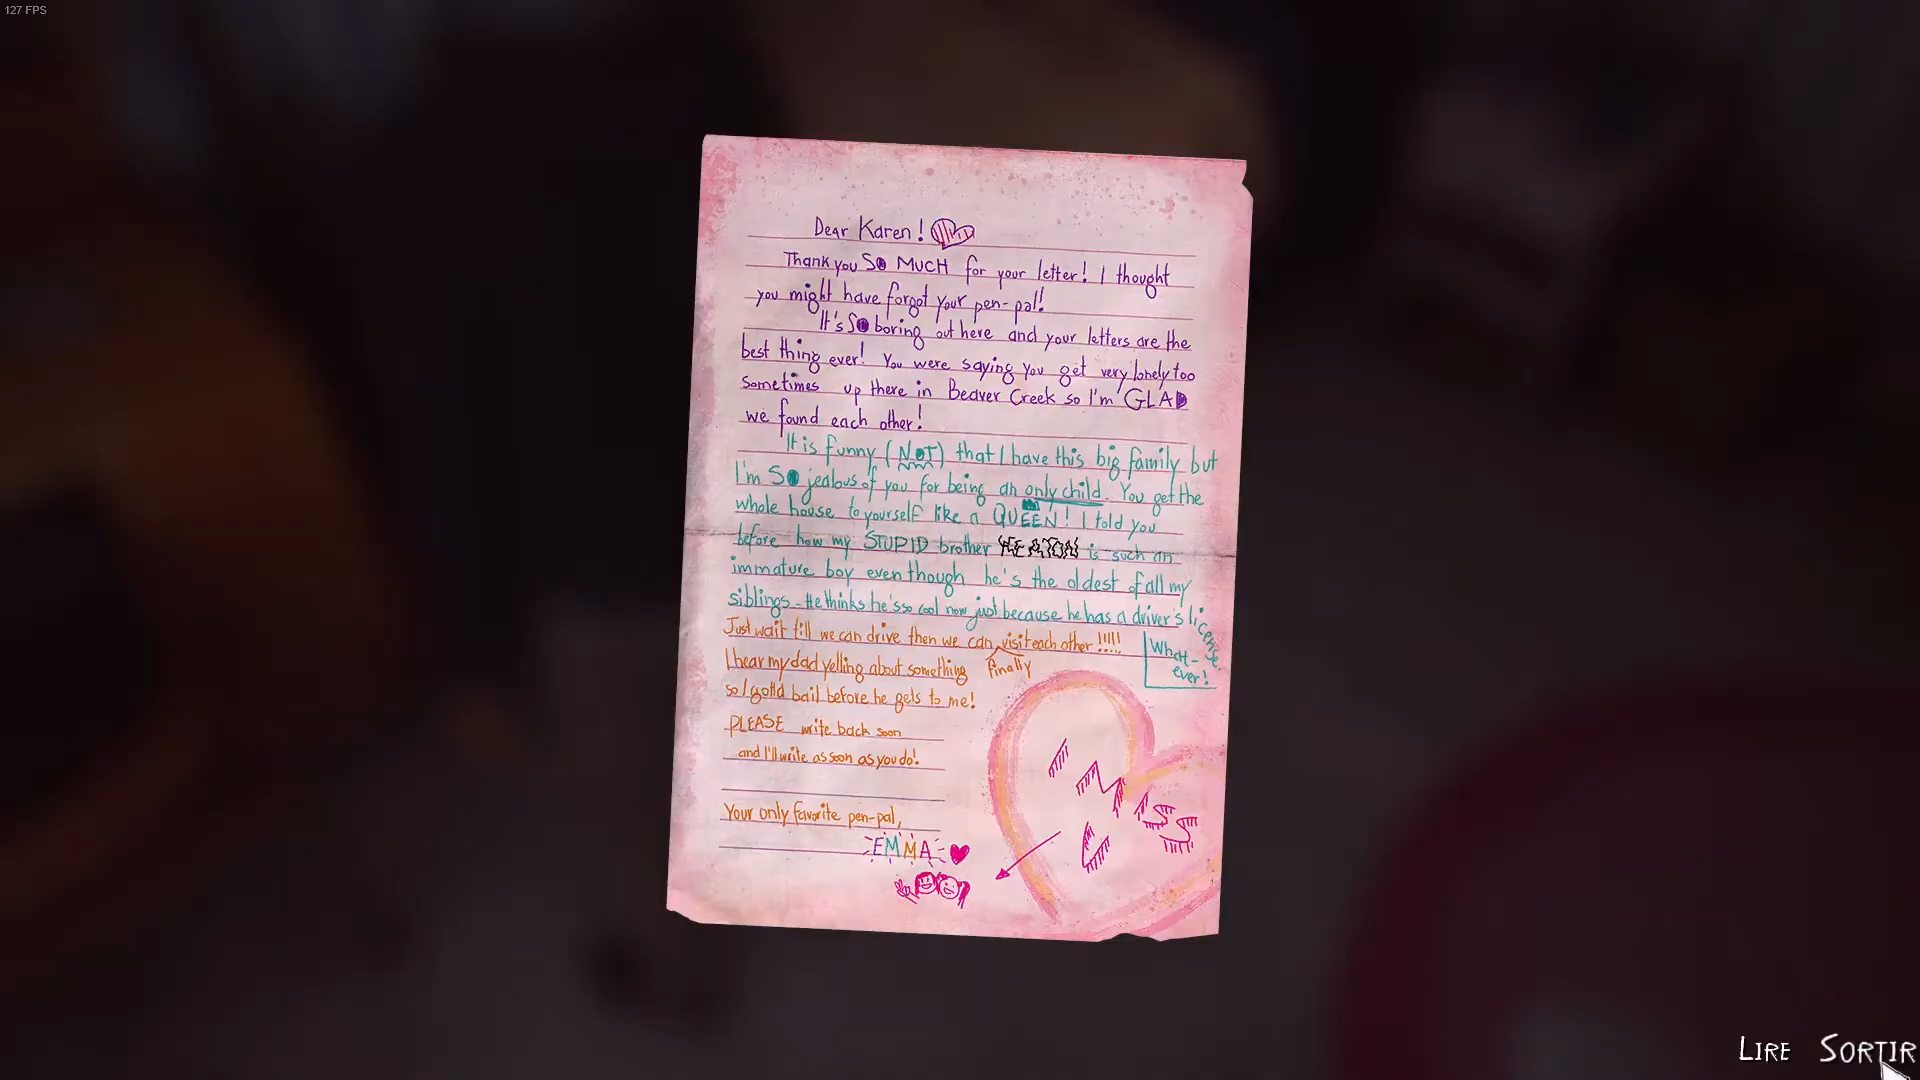 127 FPS
Dear Karen!
Thank you SO MUCH for your letter! I thought
you might have forgot your pen-pal!
It's SO boring out here and your letters are the
best thing ever! You were saying you get very lonely too
sometimes up there in Beaver Creek so I'm GLAD
we found each other!
It is funny (NOT) that I have this big family but
I'm SO jealous of you for being an only child. You get the
whole house to yourself like a QUEEN! I told you
before how my STUPID brother HEATON is such an
immature boy even though he's the oldest of all my
siblings - He thinks he's so cool now just because he has a driver's license.
What-
ever!
Just wait till we can drive then we can finally visit each other!!!!!
I hear my dad yelling about something
so I gotta bail before he gets to me!
PLEASE write back soon
and I'll write as soon as you do!
Your only favorite pen-pal,
EMMA
I MISS
U
LIRE SORTIR